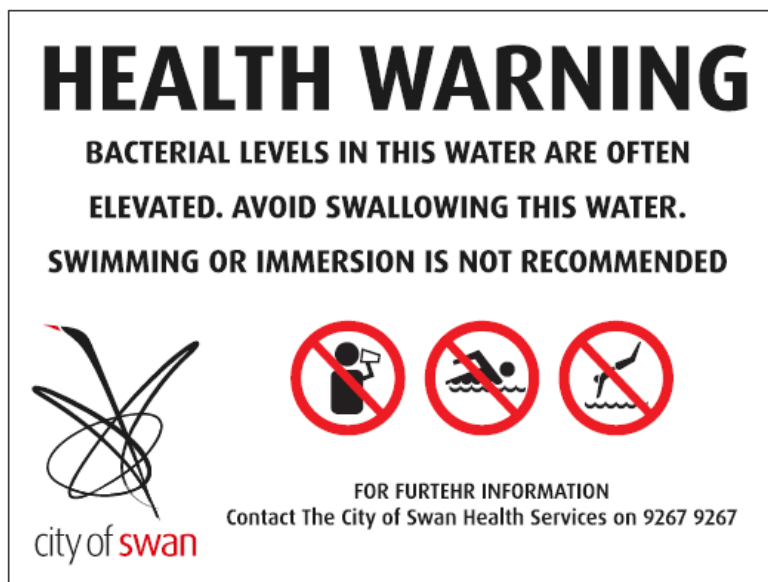 HEALTH WARNING
BACTERIAL LEVELS IN THIS WATER ARE OFTEN
ELEVATED. AVOID SWALLOWING THIS WATER.
SWIMMING OR IMMERSION IS NOT RECOMMENDED
city of swan
FOR FURTEHR INFORMATION
Contact The City of Swan Health Services on 9267 9267